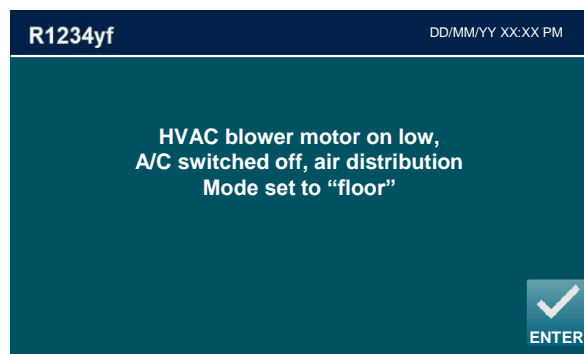 R1234yf
DD/MM/YY XX:XX PM
HVAC blower motor on low,
A/C switched off, air distribution
Mode set to “floor”
ENTER